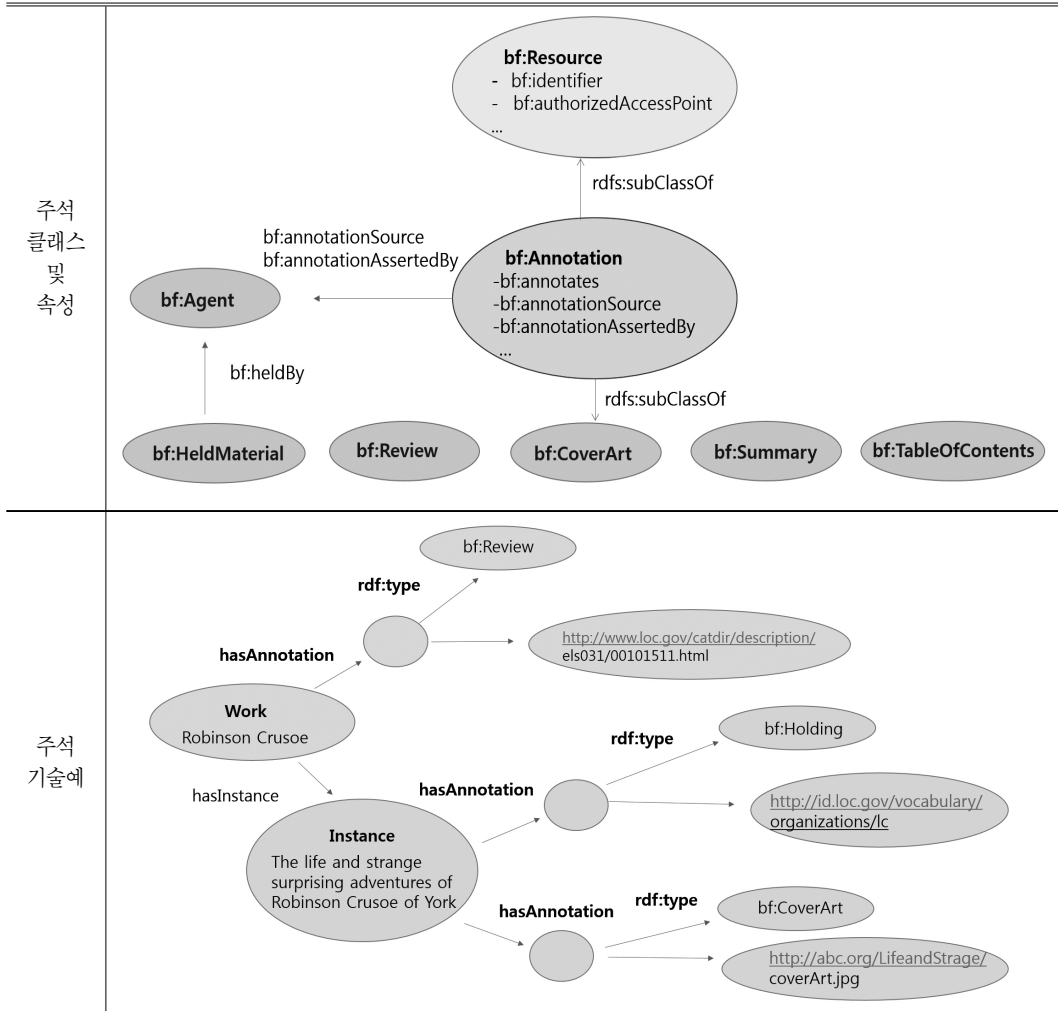 주석
클래스
및
속성
bf:Resource
- bf:identifier
- bf:authorizedAccessPoint
...
rdfs:subClassOf
bf:annotationSource
bf:annotationAssertedBy
bf:Annotation
-bf:annotates
-bf:annotationSource
-bf:annotationAssertedBy
...
bf:Agent
bf:heldBy
rdfs:subClassOf
bf:HeldMaterial
bf:Review
bf:CoverArt
bf:Summary
bf:TableOfContents
주석
기술예
bf:Review
rdf:type
http://www.loc.gov/catdir/description/
els031/00101511.html
hasAnnotation
Work
Robinson Crusoe
hasInstance
bf:Holding
rdf:type
hasAnnotation
http://id.loc.gov/vocabulary/
organizations/lc
Instance
The life and strange
surprising adventures of
Robinson Crusoe of York
hasAnnotation
rdf:type
bf:CoverArt
http://abc.org/LifeandStrage/
coverArt.jpg